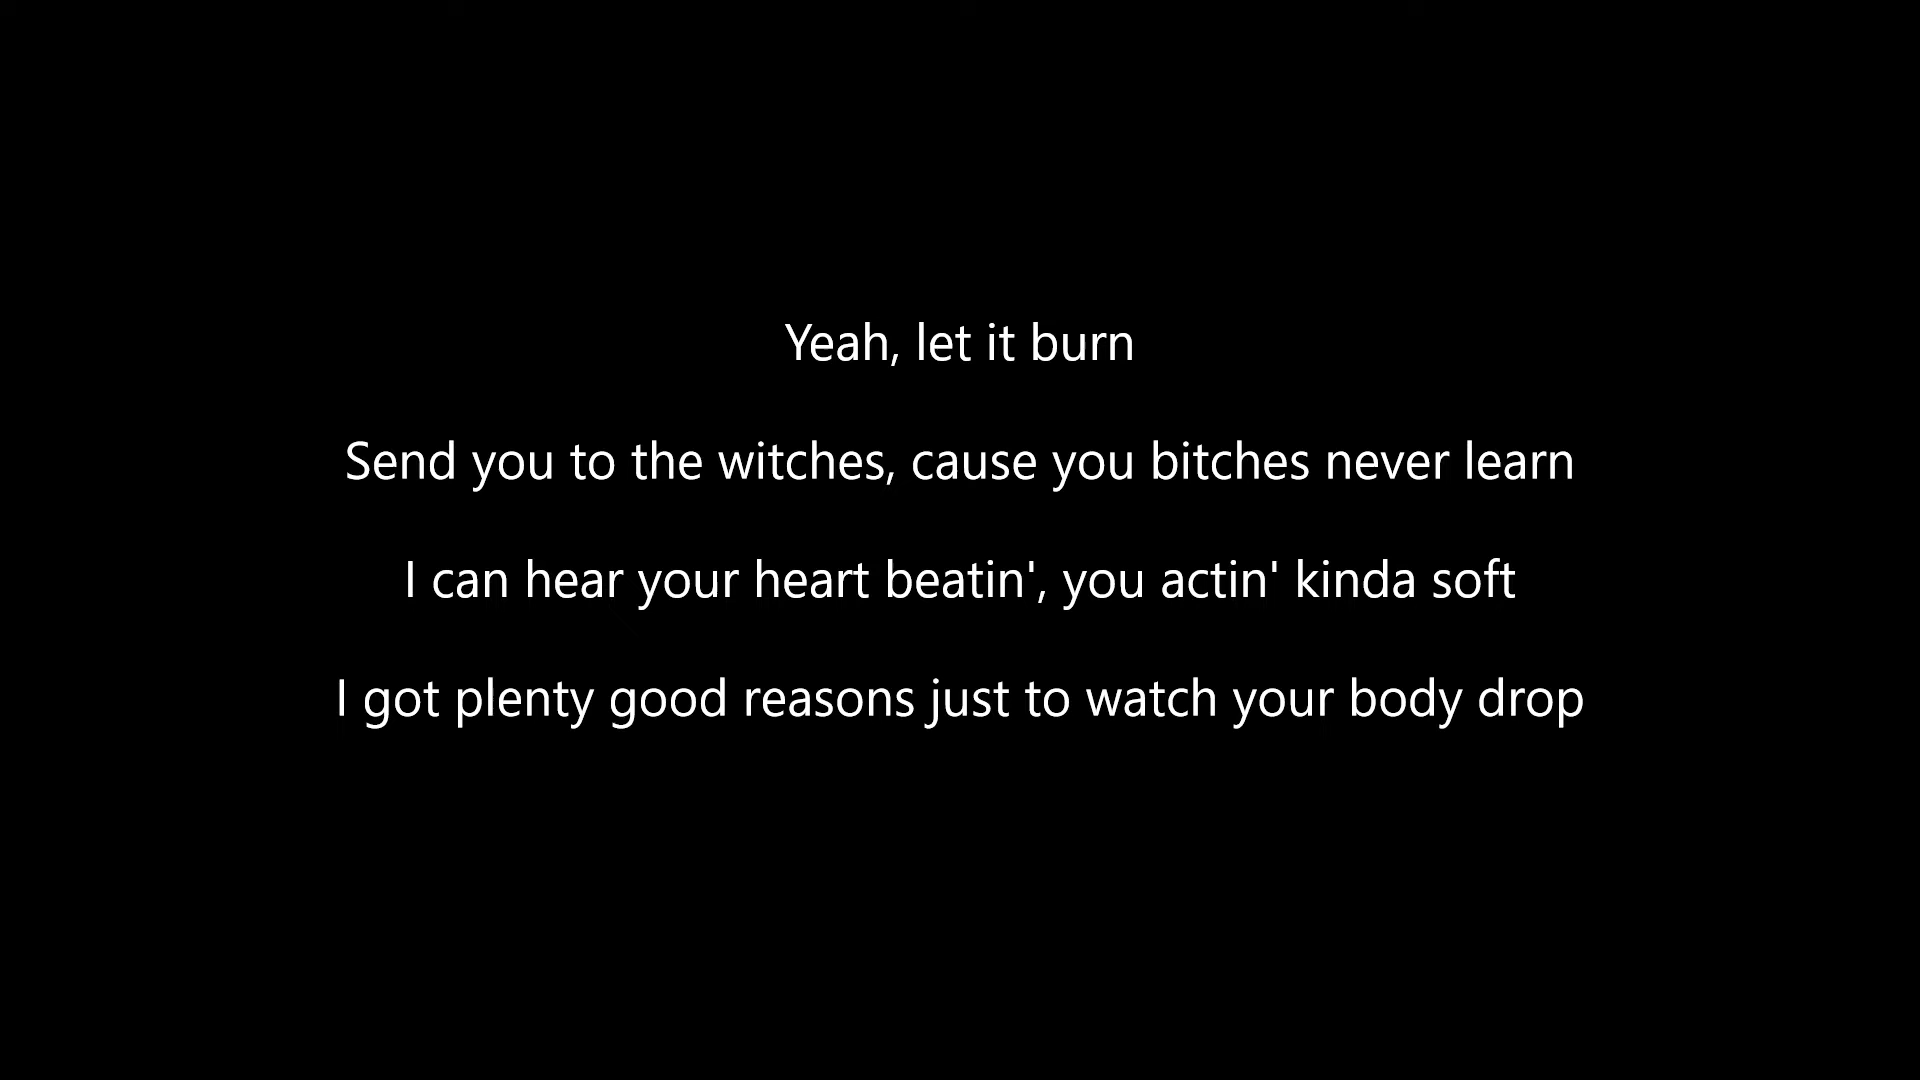 Yeah, let it burn
Send you to the witches, cause you bitches never learn
I can hear your heart beatin', you actin' kinda soft
I got plenty good reasons just to watch your body drop